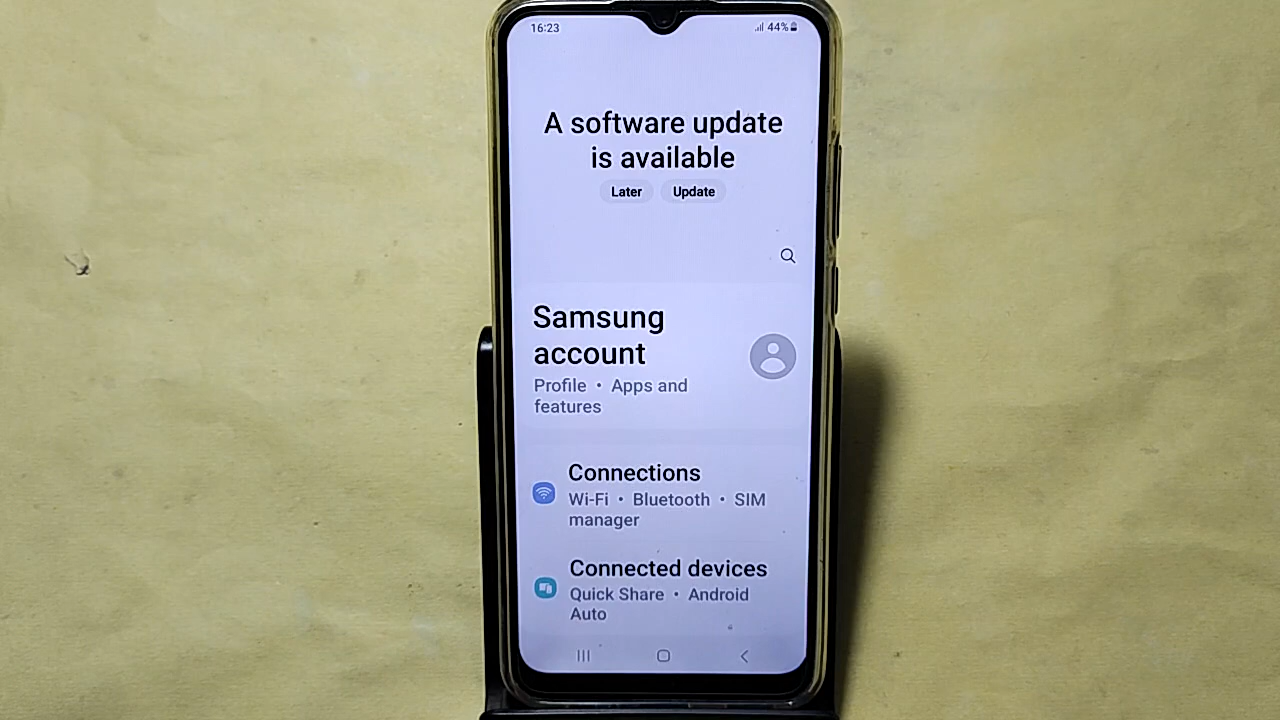 16:23
44%
A software update
is available
Later Update
Samsung
account
Profile • Apps and
features
Connections
Wi-Fi • Bluetooth • SIM
manager
Connected devices
Quick Share • Android
Auto